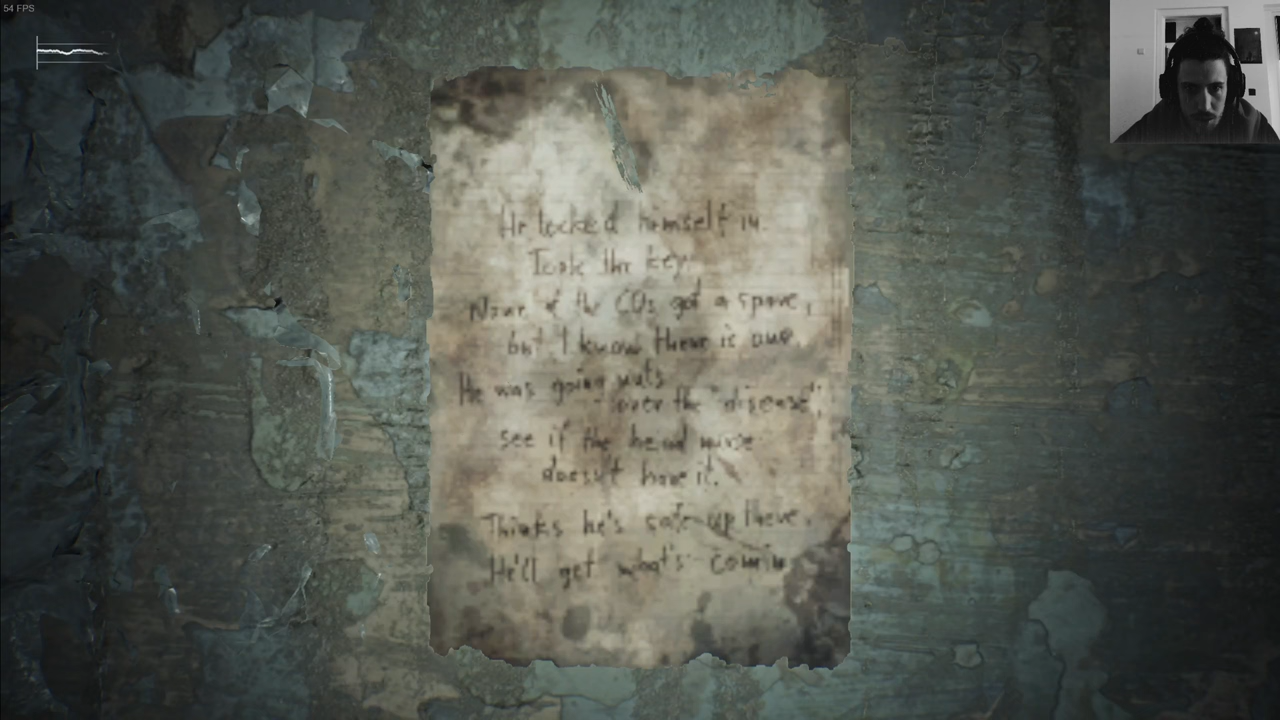 54 FPS
He locked himself in.
Took the key.
None of the COs got a spare,
but I know there is one.
He was going nuts
over the "disease",
see if the head nurse
doesn't have it.
Thinks he's safe up there.
He'll get what's comin